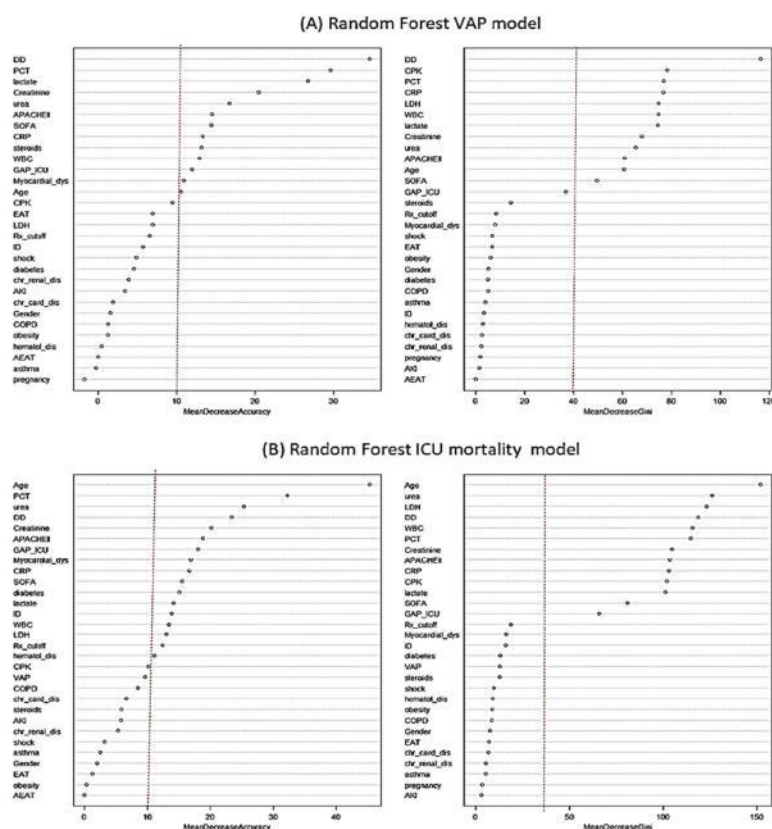 (A) Random Forest VAP model
DD
PCT
lactate
Creatinine
urea
APACHEII
SOFA
CRP
steroids
WBC
GAP_ICU
Myocardial_dys
Age
CPK
EAT
LDH
Rx_cutoff
ID
shock
diabetes
chr_renal_dis
AKI
chr_card_dis
Gender
COPD
obesity
hematol_dis
AEAT
asthma
pregnancy
0 10 20 30
MeanDecreaseAccuracy
DD
CPK
PCT
CRP
LDH
WBC
lactate
Creatinine
urea
APACHEII
Age
SOFA
GAP_ICU
steroids
Rx_cutoff
Myocardial_dys
shock
EAT
obesity
Gender
diabetes
COPD
asthma
ID
hematol_dis
chr_card_dis
chr_renal_dis
pregnancy
AKI
AEAT
0 20 40 60 80 100 120
MeanDecreaseGini
(B) Random Forest ICU mortality model
Age
PCT
urea
DD
Creatinine
APACHEII
GAP_ICU
Myocardial_dys
CRP
SOFA
diabetes
lactate
ID
WBC
LDH
Rx_cutoff
hematol_dis
CPK
VAP
COPD
chr_card_dis
steroids
AKI
chr_renal_dis
shock
asthma
Gender
EAT
obesity
AEAT
0 10 20 30 40
MeanDecreaseAccuracy
Age
urea
LDH
DD
WBC
PCT
Creatinine
APACHEII
CRP
CPK
lactate
SOFA
GAP_ICU
Rx_cutoff
Myocardial_dys
ID
diabetes
VAP
steroids
shock
hematol_dis
obesity
COPD
Gender
EAT
chr_card_dis
chr_renal_dis
asthma
pregnancy
AKI
0 50 100 150
MeanDecreaseGini